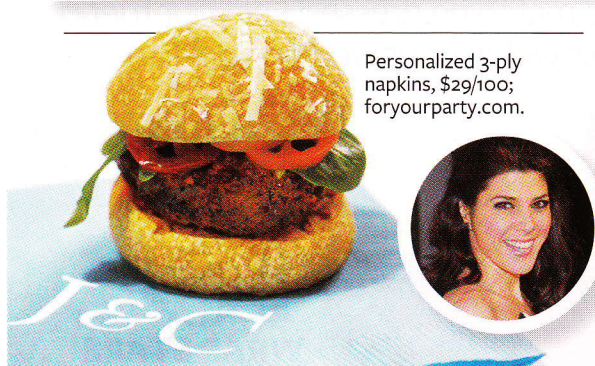 Personalized 3-ply
napkins, $29/100;
foryourparty.com.
J&C